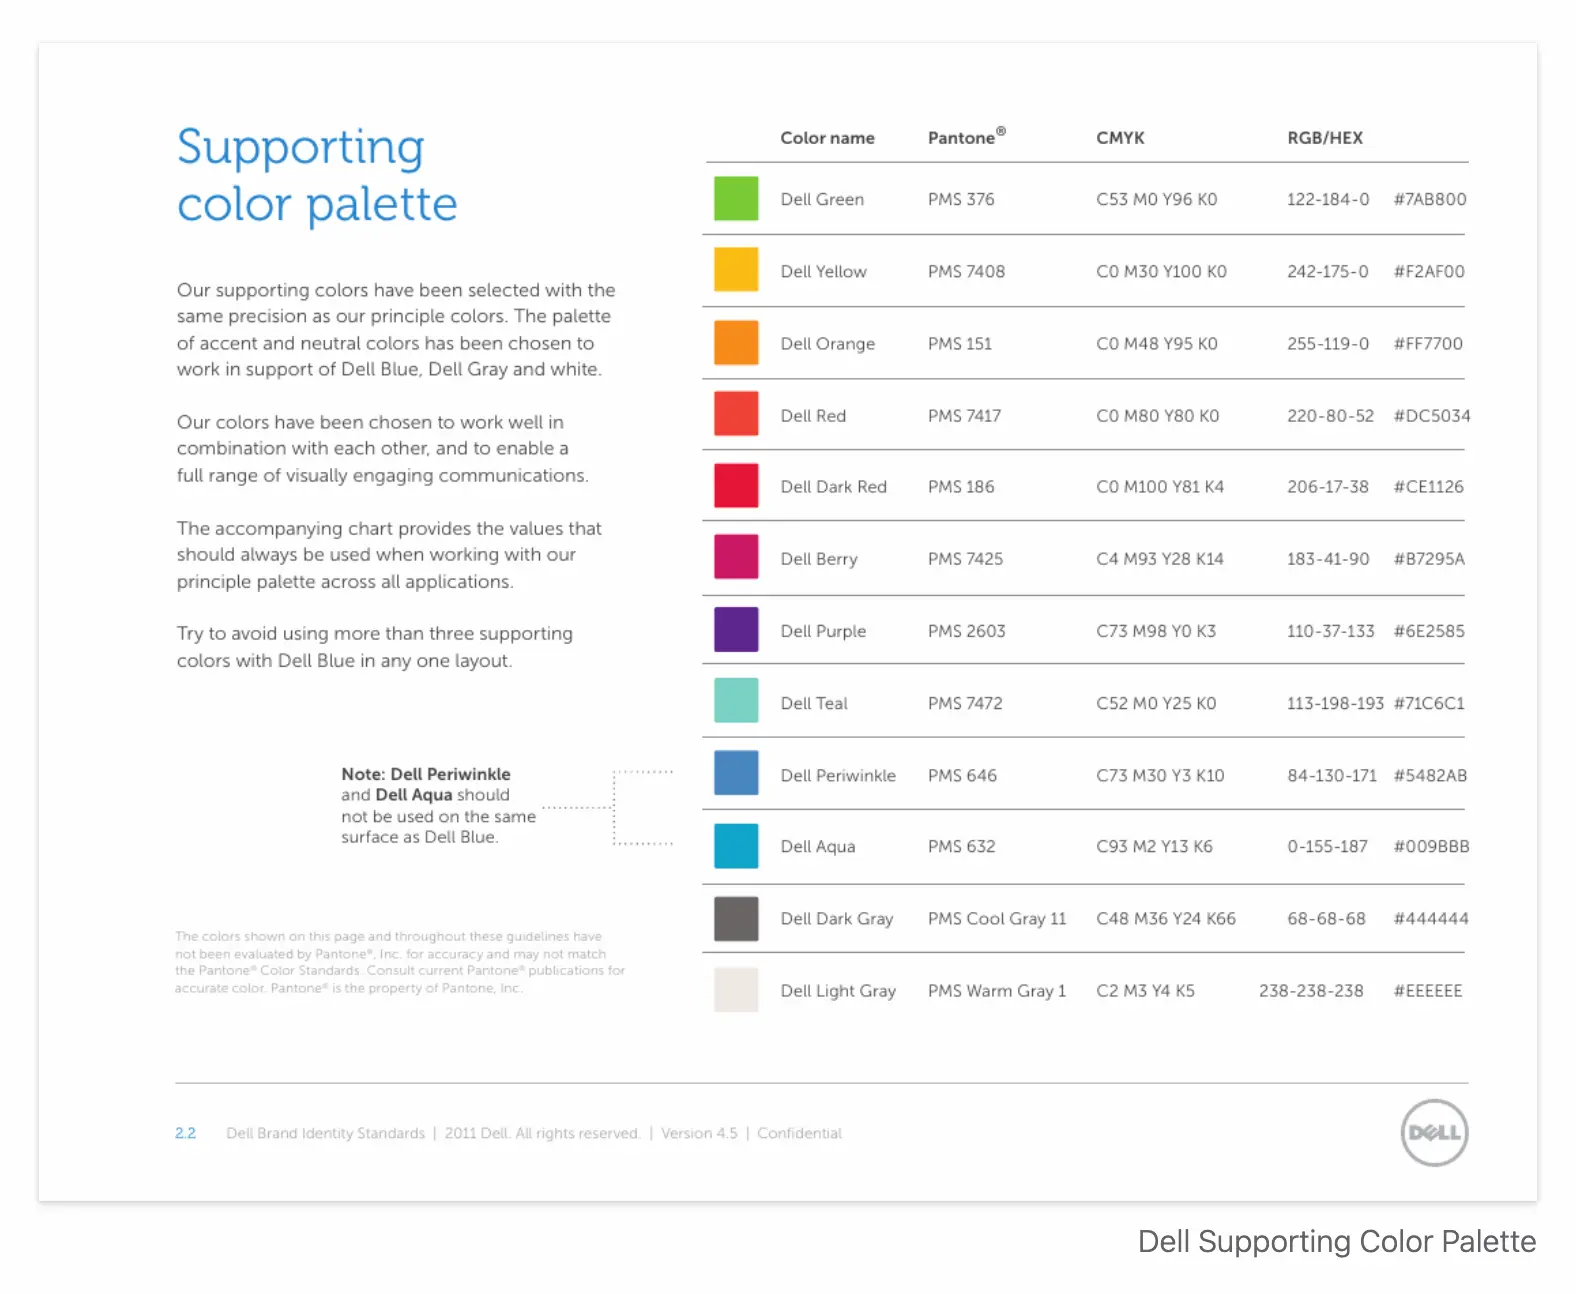 Supporting
color palette
Our supporting colors have been selected with the
same precision as our principle colors. The palette
of accent and neutral colors has been chosen to
work in support of Dell Blue, Dell Gray and white.
Our colors have been chosen to work well in
combination with each other, and to enable a
full range of visually engaging communications.
The accompanying chart provides the values that
should always be used when working with our
principle palette across all applications.
Try to avoid using more than three supporting
colors with Dell Blue in any one layout.
Note: Dell Periwinkle
and Dell Aqua should
not be used on the same
surface as Dell Blue.
The colors shown on this page and throughout these guidelines have
not been evaluated by Pantone®, Inc. for accuracy and may not match
the Pantone® Color Standards. Consult current Pantone® publications for
accurate color. Pantone® is the property of Pantone, Inc.
Color name Pantone® CMYK RGB/HEX
Dell Green PMS 376 C53 M0 Y96 K0 122-184-0 #7AB800
Dell Yellow PMS 7408 C0 M30 Y100 K0 242-175-0 #F2AF00
Dell Orange PMS 151 C0 M48 Y95 K0 255-119-0 #FF7700
Dell Red PMS 7417 C0 M80 Y80 K0 220-80-52 #DC5034
Dell Dark Red PMS 186 C0 M100 Y81 K4 206-17-38 #CE1126
Dell Berry PMS 7425 C4 M93 Y28 K14 183-41-90 #B7295A
Dell Purple PMS 2603 C73 M98 Y0 K3 110-37-133 #6E2585
Dell Teal PMS 7472 C52 M0 Y25 K0 113-198-193 #71C6C1
Dell Periwinkle PMS 646 C73 M30 Y3 K10 84-130-171 #5482AB
Dell Aqua PMS 632 C93 M2 Y13 K6 0-155-187 #009BBB
Dell Dark Gray PMS Cool Gray 11 C48 M36 Y24 K66 68-68-68 #444444
Dell Light Gray PMS Warm Gray 1 C2 M3 Y4 K5 238-238-238 #EEEEEE
2.2 Dell Brand Identity Standards | 2011 Dell. All rights reserved. | Version 4.5 | Confidential
DELL
Dell Supporting Color Palette